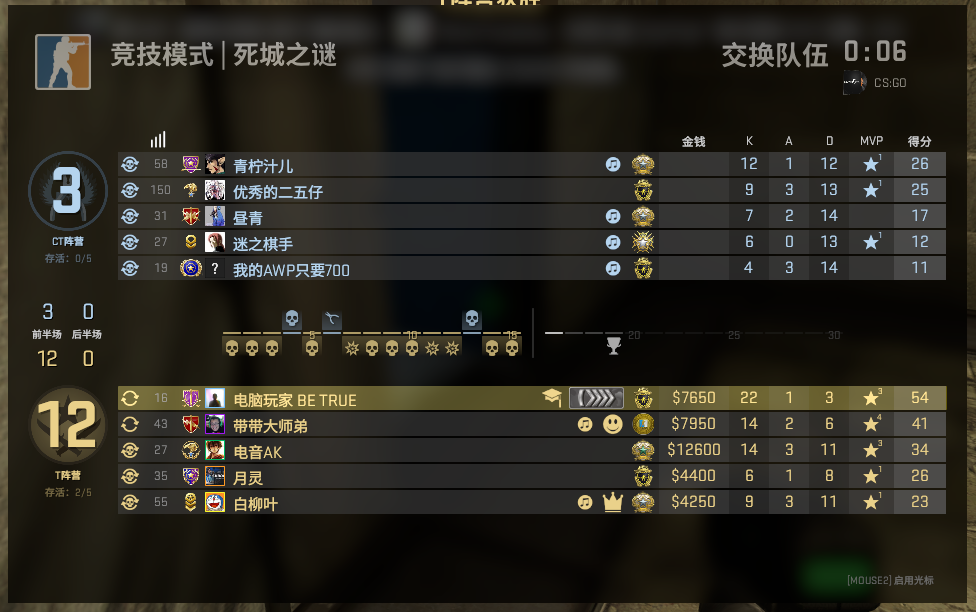 竞技模式 | 死城之谜
交换队伍 0:06
CS:GO
金钱 K A D MVP 得分
3
CT阵营
存活: 0/5
58 青柠汁儿 12 1 12 1 26
150 优秀的二五仔 9 3 13 1 25
31 昼青 7 2 14 17
27 迷之棋手 6 0 13 1 12
19 ? 我的AWP只要700 4 3 14 11
3 0
前半场 后半场
12 0
5 10 15 20 25 30
12
T阵营
存活: 2/5
16 电脑玩家 BE TRUE $7650 22 1 3 3 54
43 带带大师弟 $7950 14 2 6 4 41
27 电音AK $12600 14 3 11 3 34
35 月灵 $4400 6 1 8 1 26
55 白柳叶 $4250 9 3 11 1 23
[MOUSE2] 启用光标